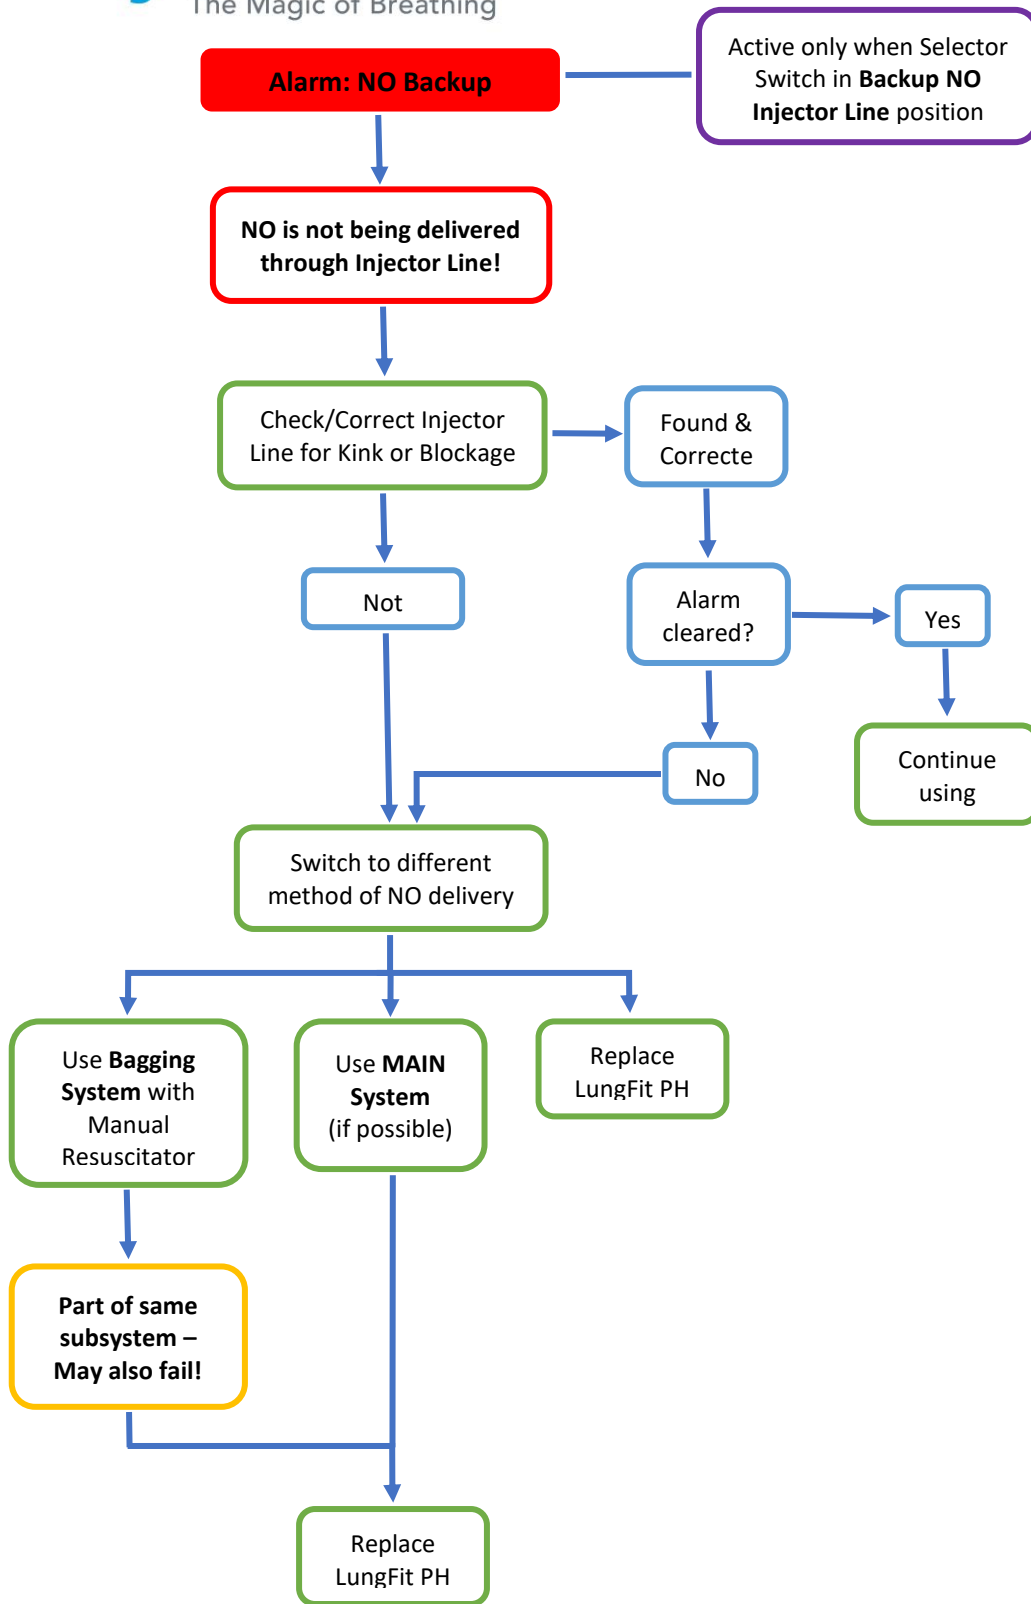 The Magic of Breathing
Active only when Selector
Switch in Backup NO
Injector Line position
Alarm: NO Backup
NO is not being delivered
through Injector Line!
Check/Correct Injector
Line for Kink or Blockage
Found &
Correcte
Not
Alarm
cleared?
Yes
No
Continue
using
Switch to different
method of NO delivery
Use Bagging
System with
Manual
Resuscitator
Use MAIN
System
(if possible)
Replace
LungFit PH
Part of same
subsystem –
May also fail!
Replace
LungFit PH